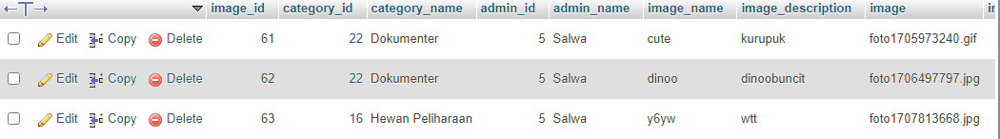 image_id category_id category_name admin_id admin_name image_name image_description image
Edit Copy Delete 61 22 Dokumenter 5 Salwa cute kurupuk foto1705973240.gif
Edit Copy Delete 62 22 Dokumenter 5 Salwa dinoo dinoobuncit foto1706497797.jpg
Edit Copy Delete 63 16 Hewan Peliharaan 5 Salwa y6yw wtt foto1707813668.jpg